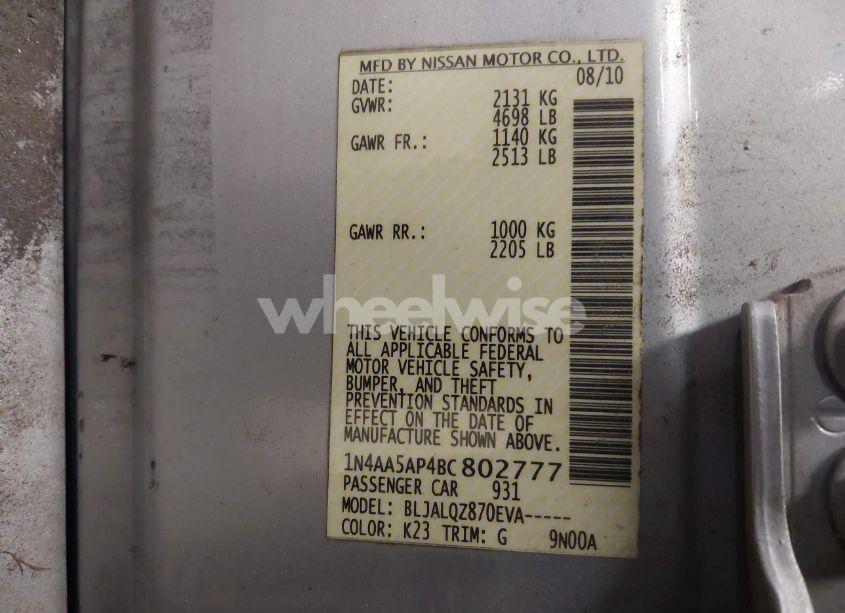 MFD BY NISSAN MOTOR CO., LTD.
DATE: 08/10
GVWR: 2131 KG
4698 LB
GAWR FR.: 1140 KG
2513 LB
GAWR RR.: 1000 KG
2205 LB
wheelwise
THIS VEHICLE CONFORMS TO
ALL APPLICABLE FEDERAL
MOTOR VEHICLE SAFETY,
BUMPER, AND THEFT
PREVENTION STANDARDS IN
EFFECT ON THE DATE OF
MANUFACTURE SHOWN ABOVE.
1N4AA5AP4BC802777
PASSENGER CAR 931
MODEL: BLJALQZ870EVA-----
COLOR: K23 TRIM: G 9N00A